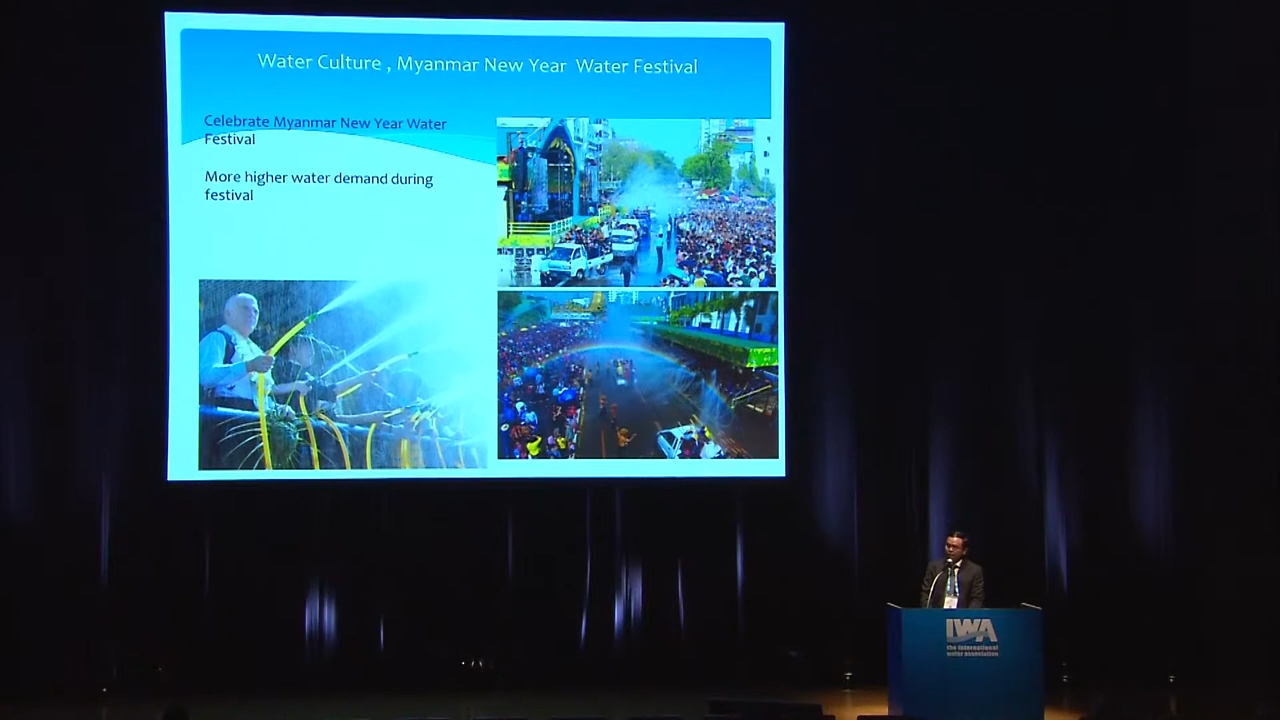 Water Culture , Myanmar New Year Water Festival
Celebrate Myanmar New Year Water
Festival
More higher water demand during
festival
IWA
the international
water association